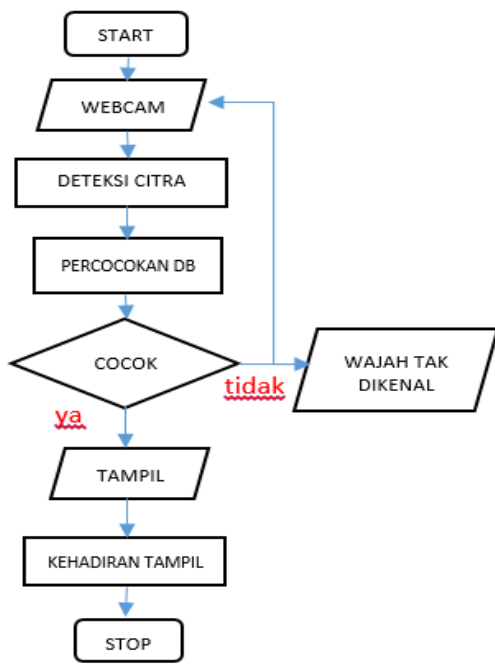 START
WEBCAM
DETEKSI CITRA
PERCOCOKAN DB
COCOK
tidak
WAJAH TAK
DIKENAL
ya
TAMPIL
KEHADIRAN TAMPIL
STOP